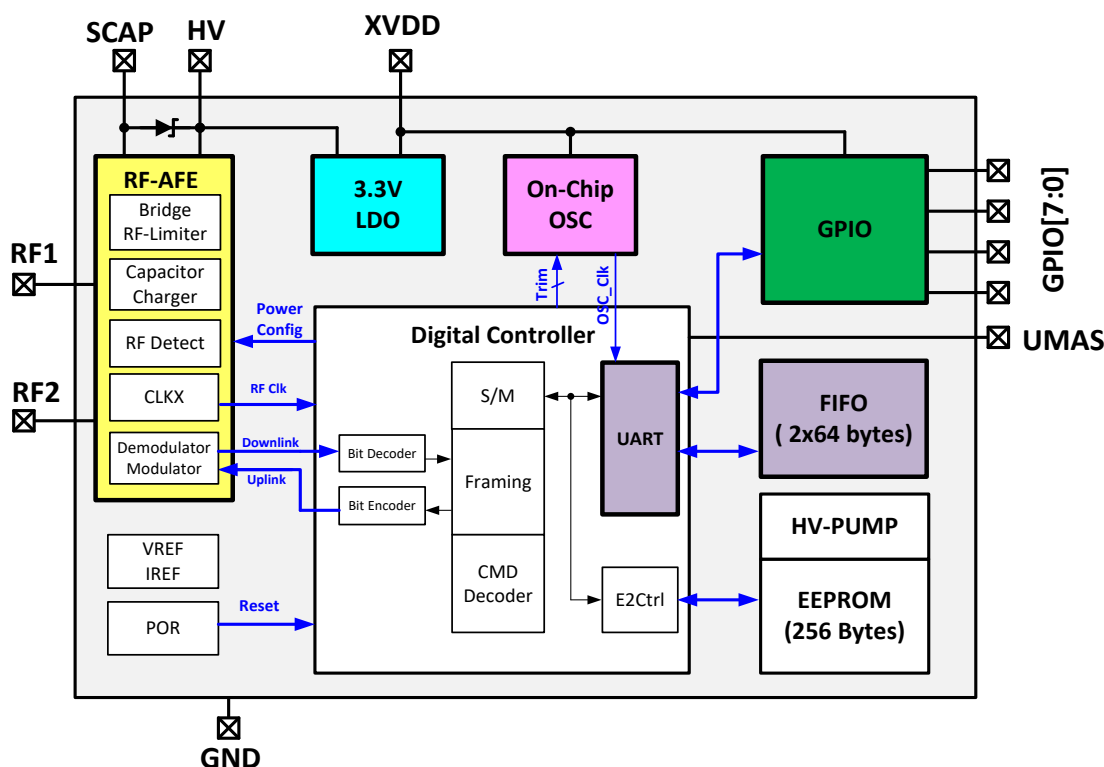 SCAP
HV
XVDD
RF-AFE
Bridge
RF-Limiter
Capacitor
Charger
RF Detect
CLKX
Demodulator
Modulator
RF1
RF2
3.3V
LDO
On-Chip
OSC
GPIO
GPIO[7:0]
UMAS
Trim
OSC_Clk
Power
Config
RF Clk
Downlink
Uplink
Digital Controller
Bit Decoder
Bit Encoder
S/M
Framing
CMD
Decoder
UART
E2Ctrl
FIFO
( 2x64 bytes)
HV-PUMP
EEPROM
(256 Bytes)
VREF
IREF
POR
Reset
GND